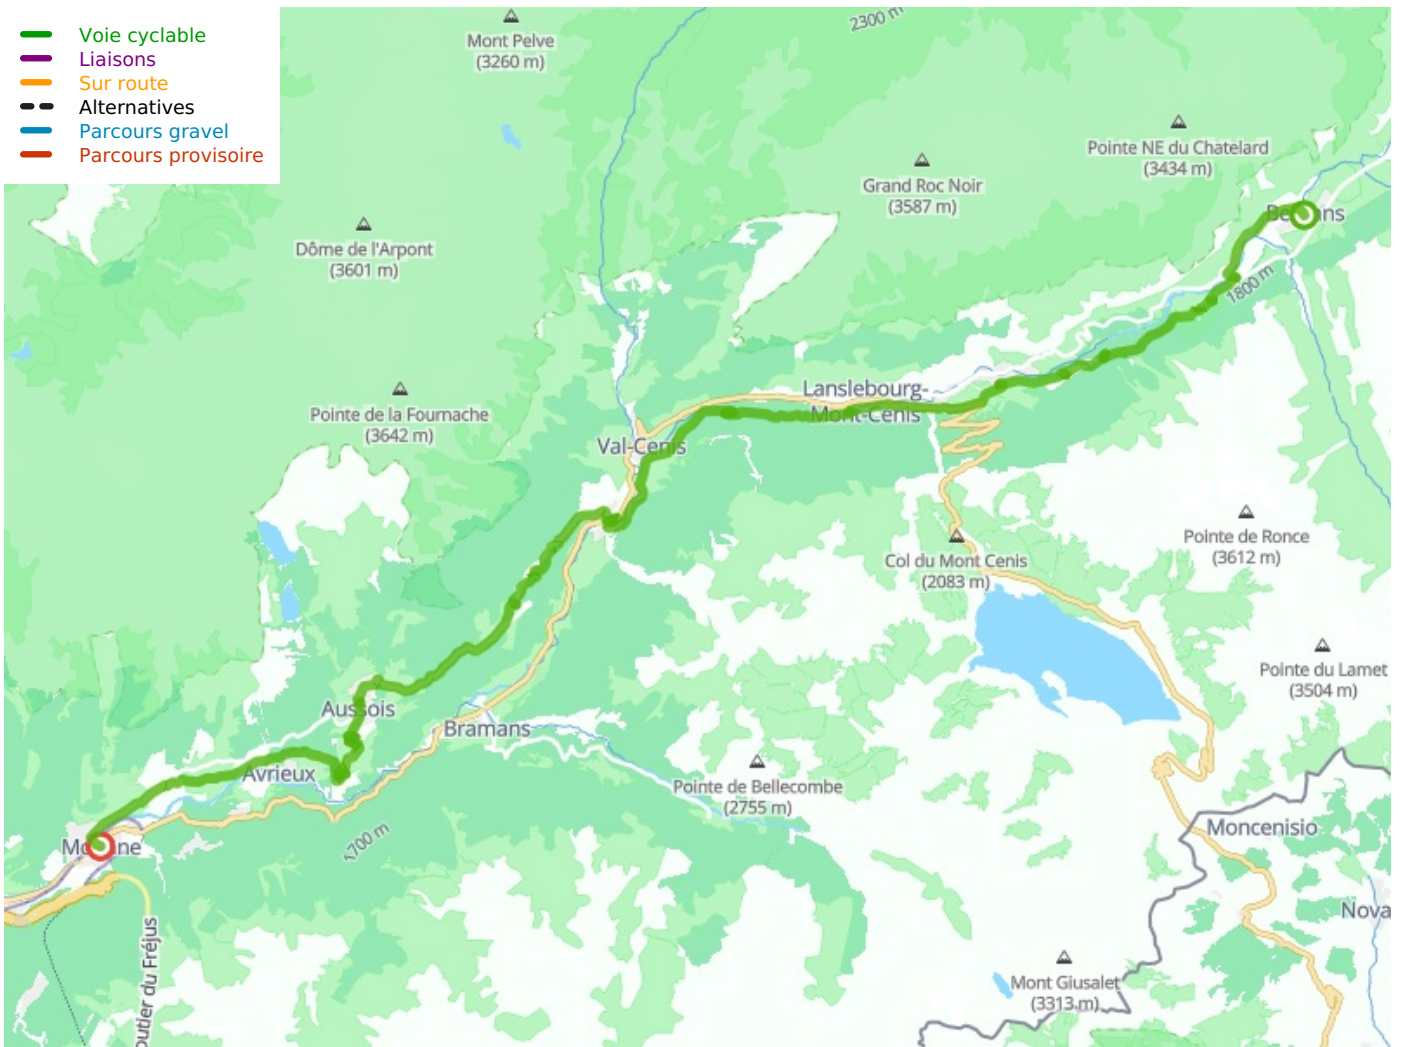 Voie cyclable
Liaisons
Sur route
Alternatives
Parcours gravel
Parcours provisoire
2300 m
Mont Pelve
(3260 m)
Pointe NE du Chatelard
(3434 m)
Grand Roc Noir
(3587 m)
Dôme de l'Arpont
(3601 m)
1800 m
Pointe de la Fournache
(3642 m)
Lanslebourg-
Mont-Cenis
Val-Cenis
Pointe de Ronce
(3612 m)
Col du Mont Cenis
(2083 m)
Pointe du Lamet
(3504 m)
Aussois
Bramans
Avrieux
Pointe de Bellecombe
(2755 m)
Moncenisio
1700 m
Nova
Mont Giusalet
(3313 m)
outier du Fréjus